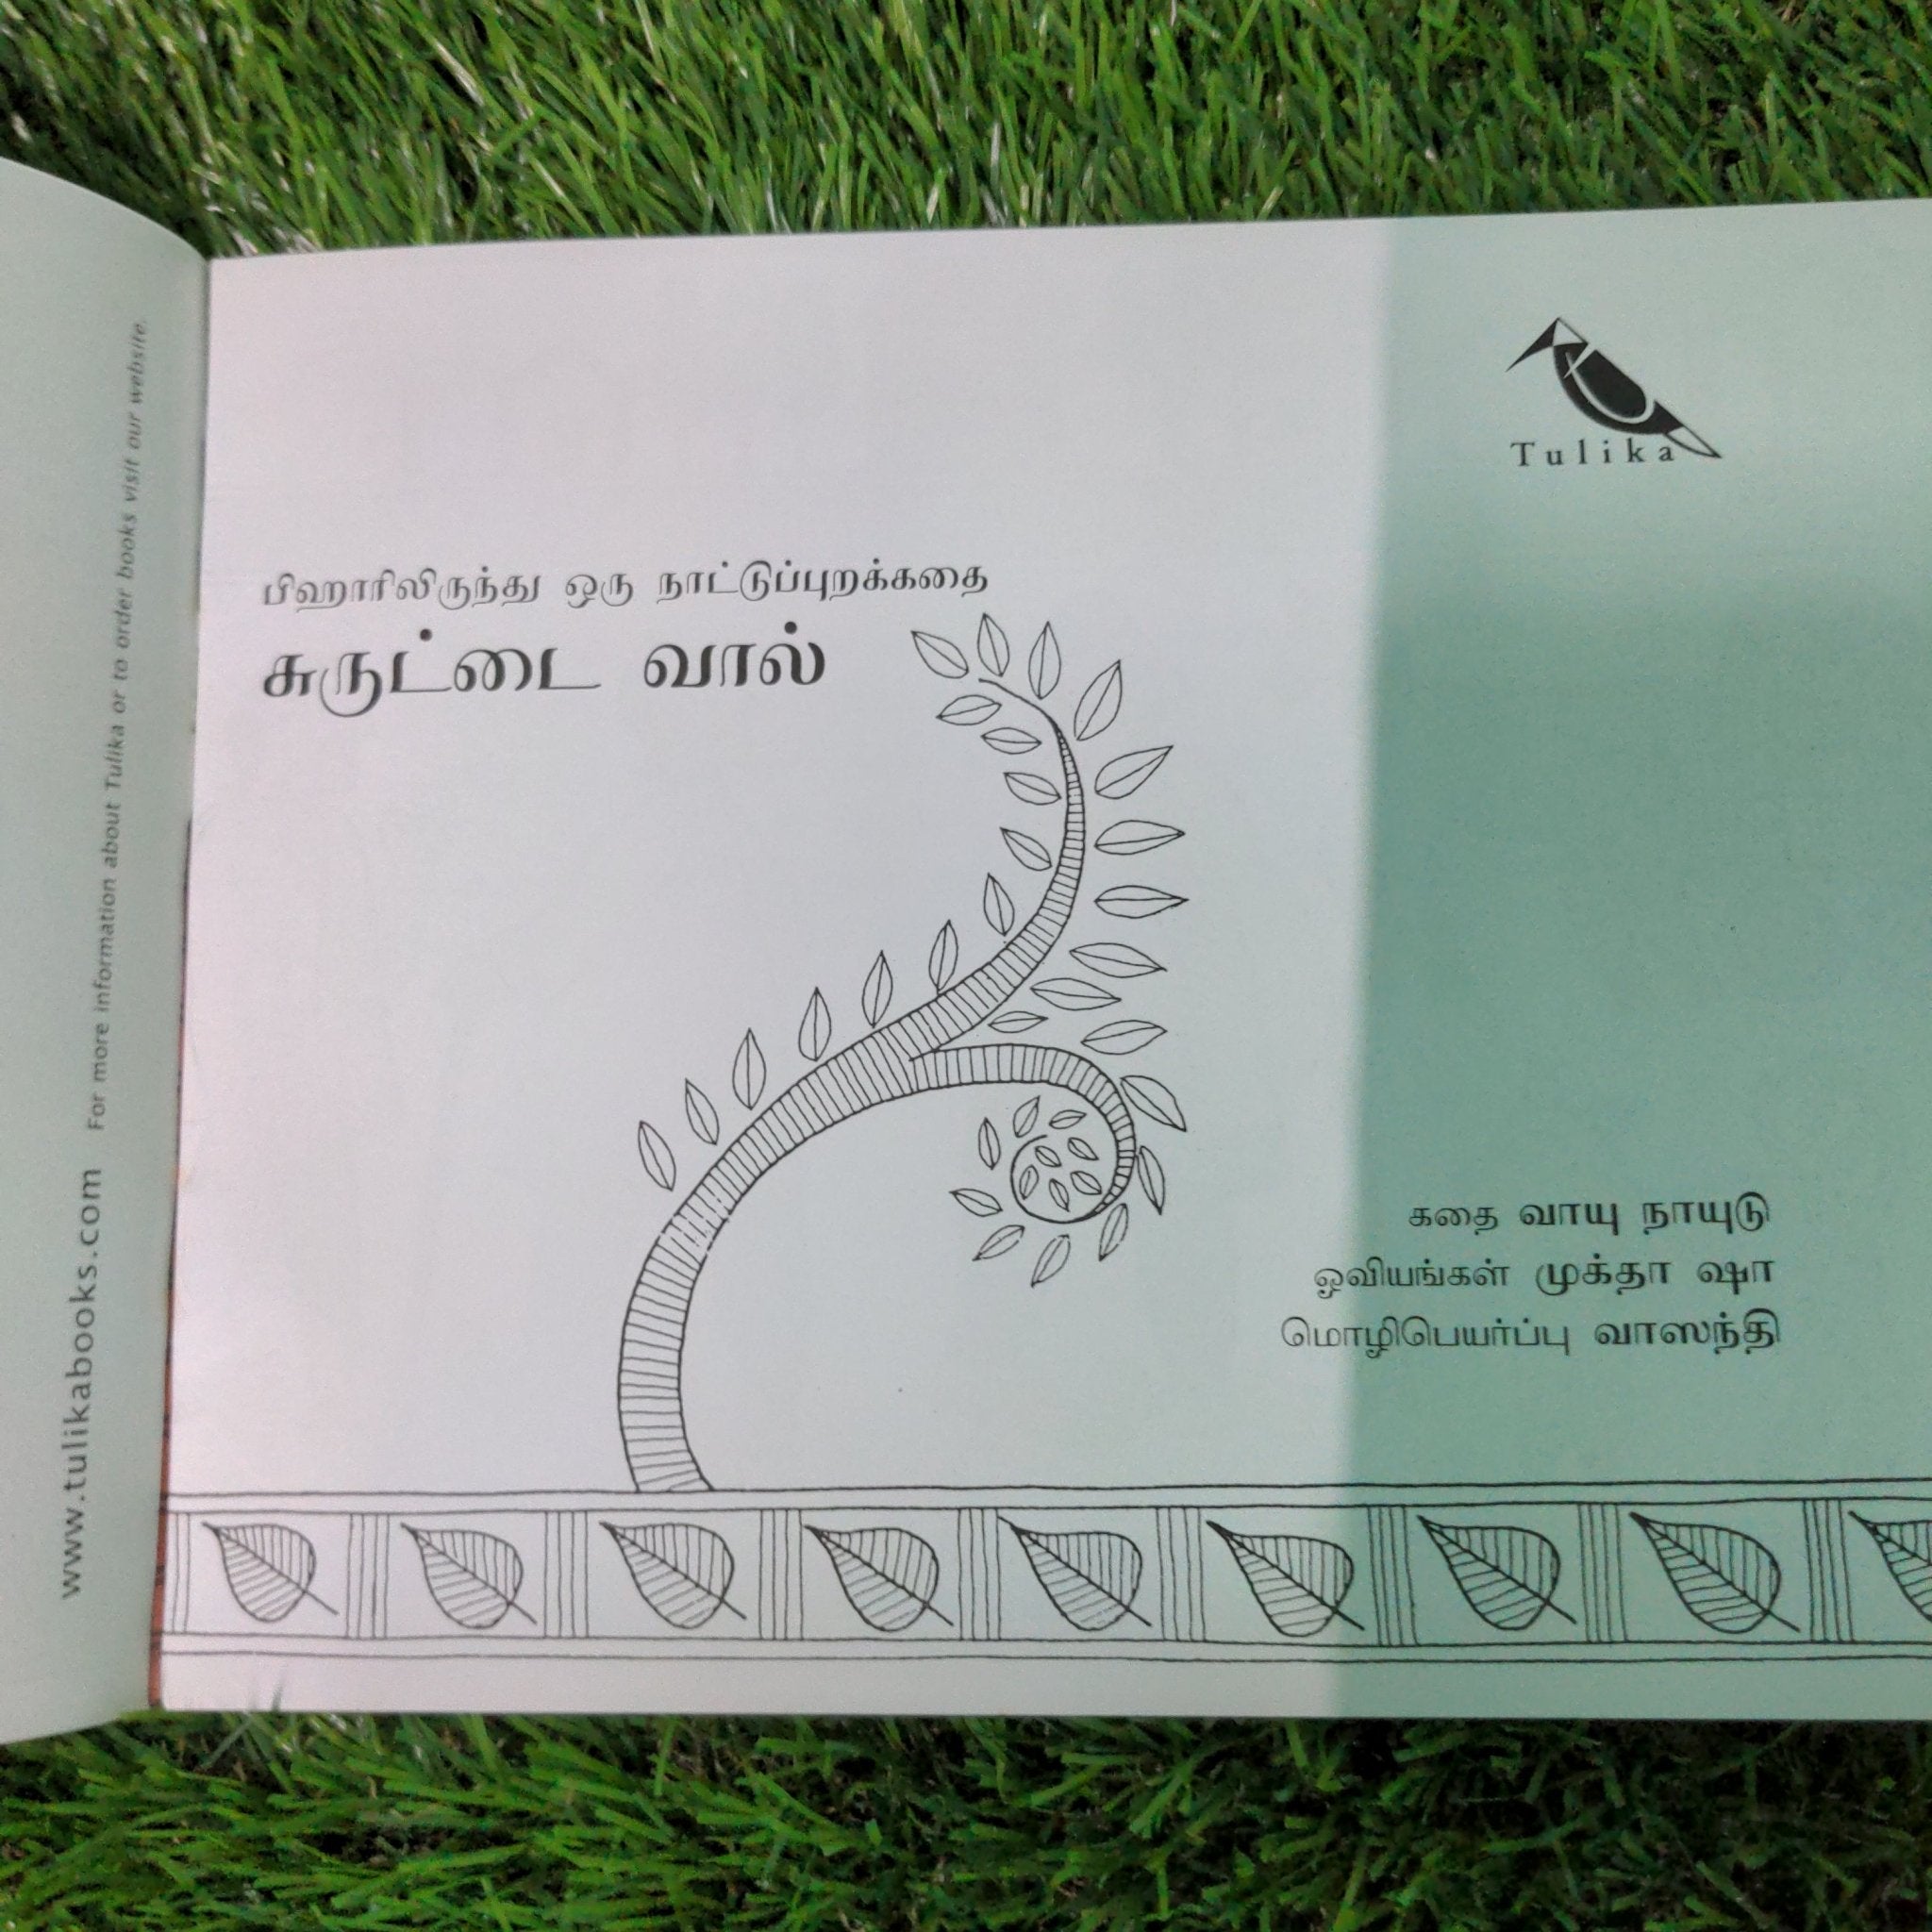 www.tulikabooks.com For more information about Tulika or to order books visit our website.
Tulika
பிஹாரிலிருந்து ஒரு நாட்டுப்புறக்கதை
சுருட்டை வால்
கதை வாயு நாயுடு
ஓவியங்கள் முக்தா ஷா
மொழிபெயர்ப்பு வாஸந்தி